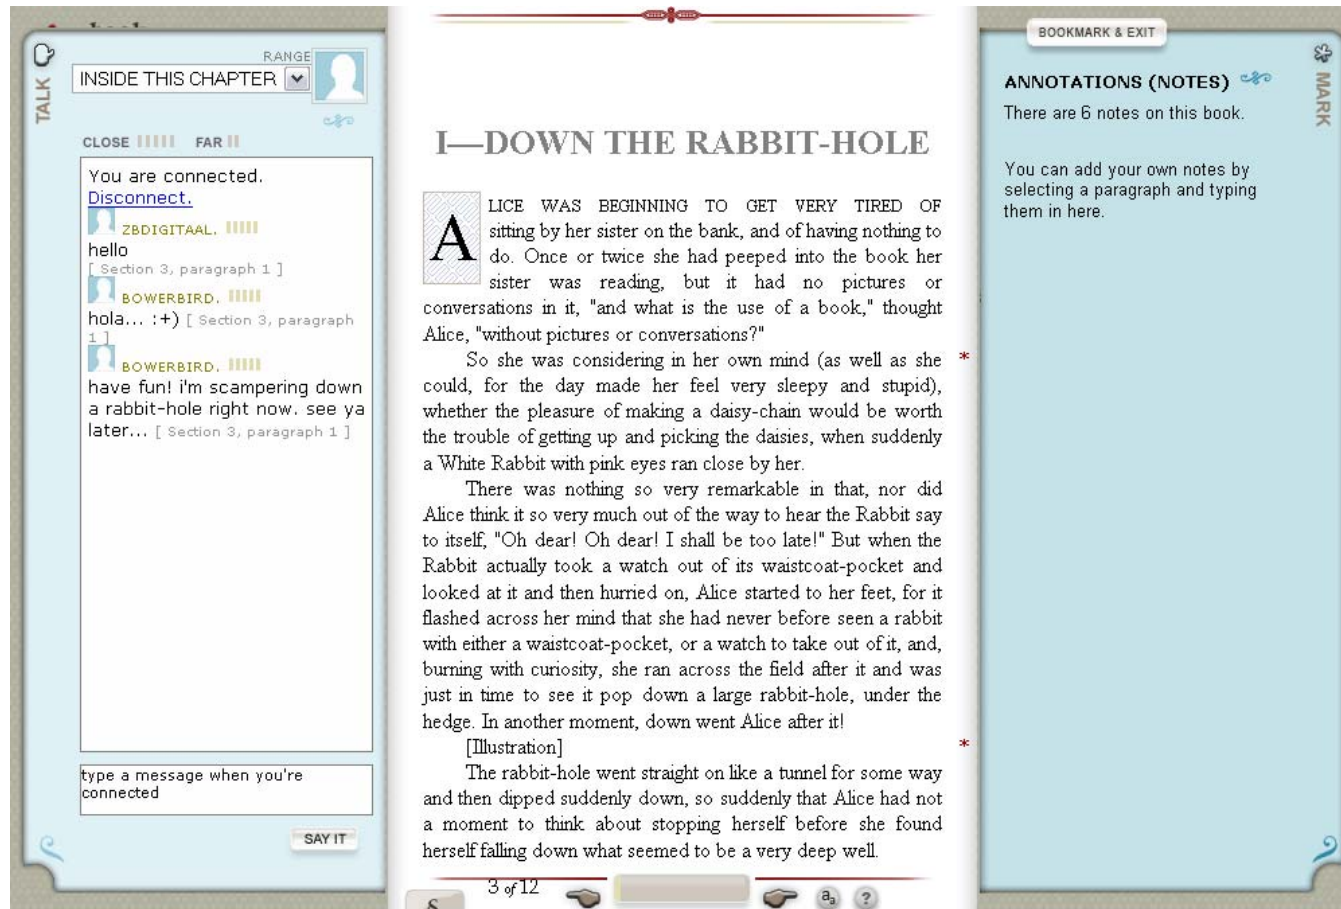 TALK
RANGE
INSIDE THIS CHAPTER
CLOSE FAR
You are connected.
Disconnect.
ZBDIGITAAL.
hello
[ Section 3, paragraph 1 ]
BOWERBIRD.
hola... :+) [ Section 3, paragraph
1 ]
BOWERBIRD.
have fun! i'm scampering down
a rabbit-hole right now. see ya
later... [ Section 3, paragraph 1 ]
type a message when you're
connected
SAY IT
I—DOWN THE RABBIT-HOLE
ALICE WAS BEGINNING TO GET VERY TIRED OF
sitting by her sister on the bank, and of having nothing to
do. Once or twice she had peeped into the book her
sister was reading, but it had no pictures or
conversations in it, "and what is the use of a book," thought
Alice, "without pictures or conversations?"
So she was considering in her own mind (as well as she *
could, for the day made her feel very sleepy and stupid),
whether the pleasure of making a daisy-chain would be worth
the trouble of getting up and picking the daisies, when suddenly
a White Rabbit with pink eyes ran close by her.
There was nothing so very remarkable in that, nor did
Alice think it so very much out of the way to hear the Rabbit say
to itself, "Oh dear! Oh dear! I shall be too late!" But when the
Rabbit actually took a watch out of its waistcoat-pocket and
looked at it and then hurried on, Alice started to her feet, for it
flashed across her mind that she had never before seen a rabbit
with either a waistcoat-pocket, or a watch to take out of it, and,
burning with curiosity, she ran across the field after it and was
just in time to see it pop down a large rabbit-hole, under the
hedge. In another moment, down went Alice after it!
[Illustration] *
The rabbit-hole went straight on like a tunnel for some way
and then dipped suddenly down, so suddenly that Alice had not
a moment to think about stopping herself before she found
herself falling down what seemed to be a very deep well.
3 of 12
aa ?
BOOKMARK & EXIT
MARK
ANNOTATIONS (NOTES)
There are 6 notes on this book.
You can add your own notes by
selecting a paragraph and typing
them in here.